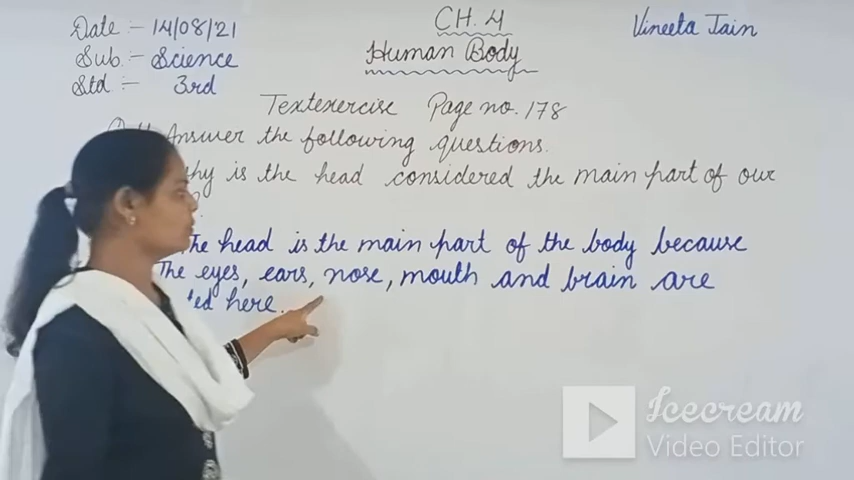 Date :- 14/08/21
CH. 4
Vineeta Jain
Sub :- Science
Human Body
Std :- 3rd
Textexercise Page no. 178
Answer the following questions.
is the head considered the main part of our
head is the main part of the body because
The eyes, ears, nose, mouth and brain are
here.
Icecream
Video Editor